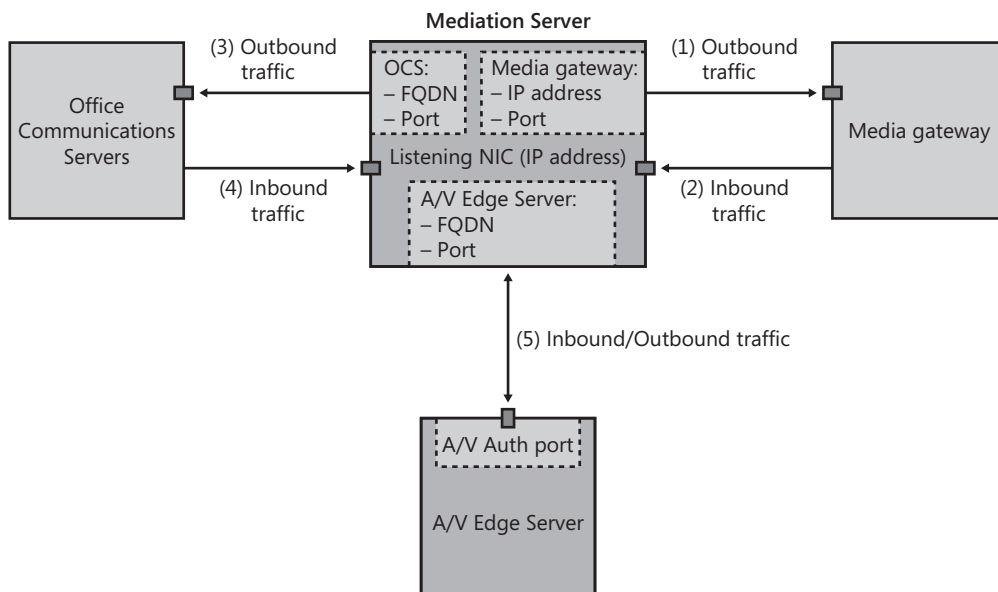 Mediation Server
(3) Outbound
traffic
OCS:
– FQDN
– Port
Media gateway:
– IP address
– Port
(1) Outbound
traffic
Office
Communications
Servers
Media gateway
Listening NIC (IP address)
(4) Inbound
traffic
(2) Inbound
traffic
A/V Edge Server:
– FQDN
– Port
(5) Inbound/Outbound traffic
A/V Auth port
A/V Edge Server